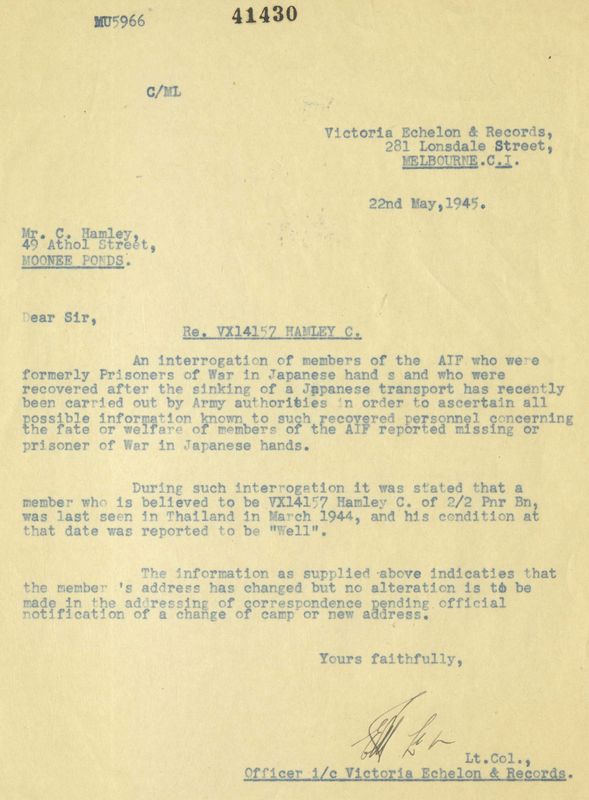 MU5966
41430
C/ML
Victoria Echelon & Records,
281 Lonsdale Street,
MELBOURNE.C.I.
22nd May,1945.
Mr. C. Hamley,
49 Athol Street,
MOONEE PONDS.
Dear Sir,
Re. VX14157 HAMLEY C.
An interrogation of members of the AIF who were
formerly Prisoners of War in Japanese hand s and who were
recovered after the sinking of a Japanese transport has recently
been carried out by Army authorities in order to ascertain all
possible information known to such recovered personnel concerning
the fate or welfare of members of the AIF reported missing or
prisoner of War in Japanese hands.
During such interrogation it was stated that a
member who is believed to be VX14157 Hamley C. of 2/2 Pnr Bn,
was last seen in Thailand in March 1944, and his condition at
that date was reported to be "Well".
The information as supplied above indicaties that
the member 's address has changed but no alteration is to be
made in the addressing of correspondence pending official
notification of a change of camp or new address.
Yours faithfully,
Lt.Col.,
Officer i/c Victoria Echelon & Records.